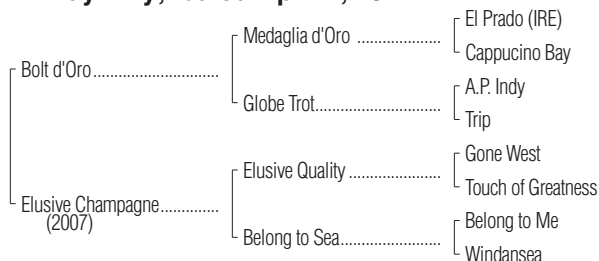 El Prado (IRE)
Medaglia d'Oro ......................
Cappucino Bay
Bolt d'Oro.................................
A.P. Indy
Globe Trot.................................
Trip
Gone West
Elusive Quality .........................
Touch of Greatness
Elusive Champagne...............
(2007)
Belong to Me
Belong to Sea..........................
Windansea